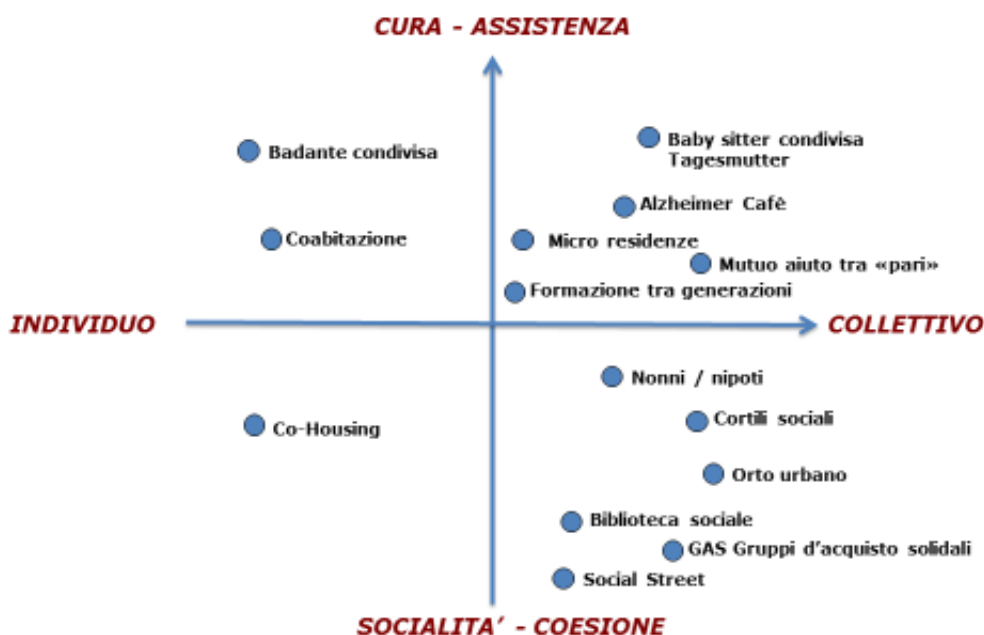 CURA - ASSISTENZA
Badante condivisa
Baby sitter condivisa
Tagesmutter
Alzheimer Cafè
Coabitazione
Micro residenze
Mutuo aiuto tra «pari»
Formazione tra generazioni
INDIVIDUO
COLLETTIVO
Nonni / nipoti
Cortili sociali
Co-Housing
Orto urbano
Biblioteca sociale
GAS Gruppi d’acquisto solidali
Social Street
SOCIALITA’ - COESIONE